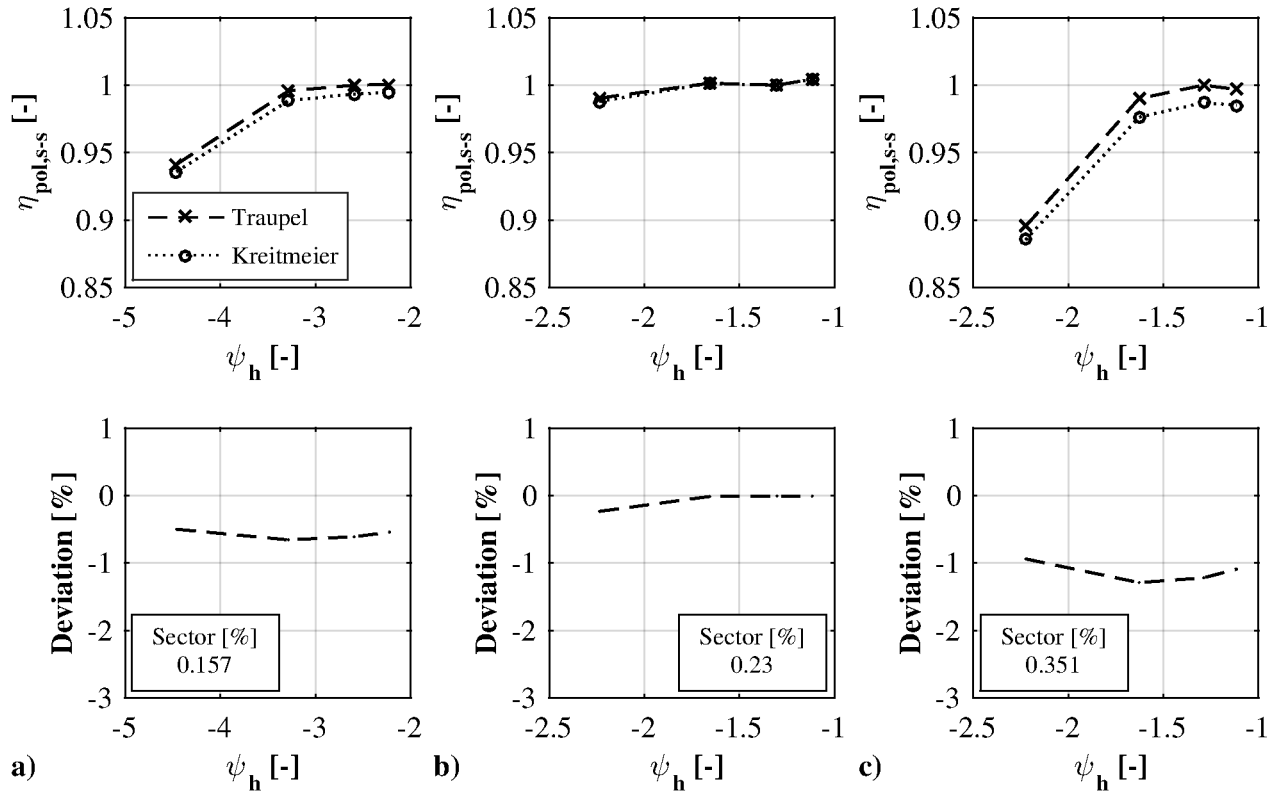 1.05
1
0.95
0.9
0.85
η pol,s-s [-]
Traupel
Kreitmeier
-5 -4 -3 -2
ψ h [-]
1.05
1
0.95
0.9
0.85
η pol,s-s [-]
-2.5 -2 -1.5 -1
ψ h [-]
1.05
1
0.95
0.9
0.85
η pol,s-s [-]
-2.5 -2 -1.5 -1
ψ h [-]
1
0
-1
-2
-3
Deviation [%]
Sector [%]
0.157
-5 -4 -3 -2
a) ψ h [-]
1
0
-1
-2
-3
Deviation [%]
Sector [%]
0.23
-2.5 -2 -1.5 -1
b) ψ h [-]
1
0
-1
-2
-3
Deviation [%]
Sector [%]
0.351
-2.5 -2 -1.5 -1
c) ψ h [-]